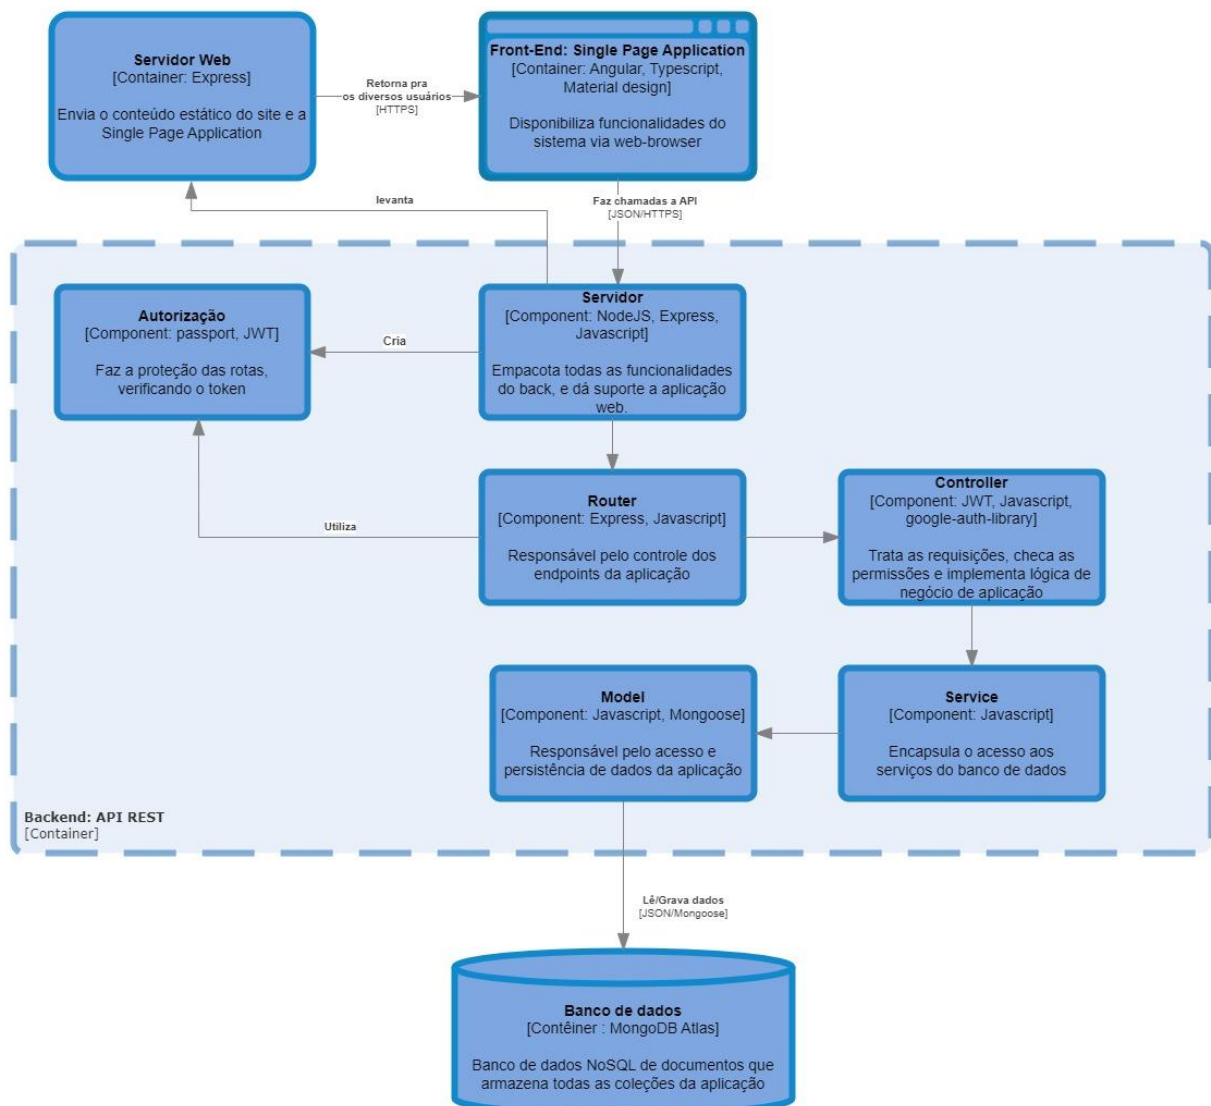 Servidor Web
[Container: Express]
Envia o conteúdo estático do site e a
Single Page Application
Retorna pra
os diversos usuários
[HTTPS]
Front-End: Single Page Application
[Container: Angular, Typescript,
Material design]
Disponibiliza funcionalidades do
sistema via web-browser
levanta
Faz chamadas a API
[JSON/HTTPS]
Autorização
[Component: passport, JWT]
Faz a proteção das rotas,
verificando o token
Cria
Servidor
[Component: NodeJS, Express,
Javascript]
Empacota todas as funcionalidades
do back, e dá suporte a aplicação
web.
Utiliza
Router
[Component: Express, Javascript]
Responsável pelo controle dos
endpoints da aplicação
Controller
[Component: JWT, Javascript,
google-auth-library]
Trata as requisições, checa as
permissões e implementa lógica de
negócio de aplicação
Model
[Component: Javascript, Mongoose]
Responsável pelo acesso e
persistência de dados da aplicação
Service
[Component: Javascript]
Encapsula o acesso aos
serviços do banco de dados
Backend: API REST
[Container]
Lê/Grava dados
[JSON/Mongoose]
Banco de dados
[Contêiner : MongoDB Atlas]
Banco de dados NoSQL de documentos que
armazena todas as coleções da aplicação